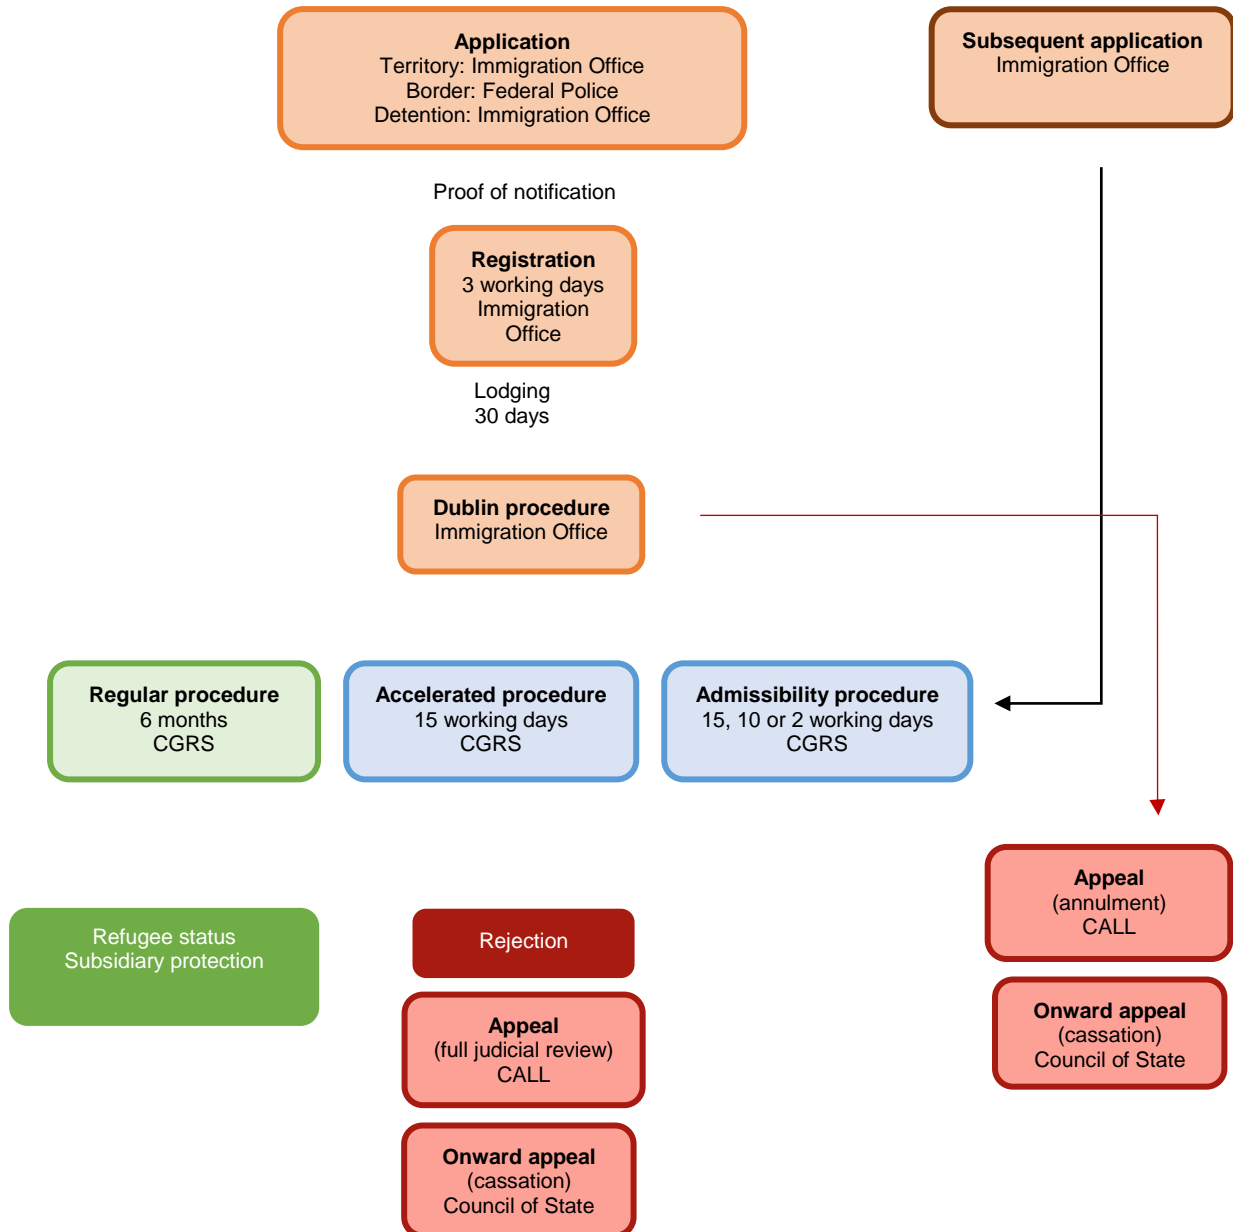 Application
Territory: Immigration Office
Border: Federal Police
Detention: Immigration Office
Subsequent application
Immigration Office
Proof of notification
Registration
3 working days
Immigration
Office
Lodging
30 days
Dublin procedure
Immigration Office
Regular procedure
6 months
CGRS
Accelerated procedure
15 working days
CGRS
Admissibility procedure
15, 10 or 2 working days
CGRS
Refugee status
Subsidiary protection
Rejection
Appeal
(full judicial review)
CALL
Onward appeal
(cassation)
Council of State
Appeal
(annulment)
CALL
Onward appeal
(cassation)
Council of State